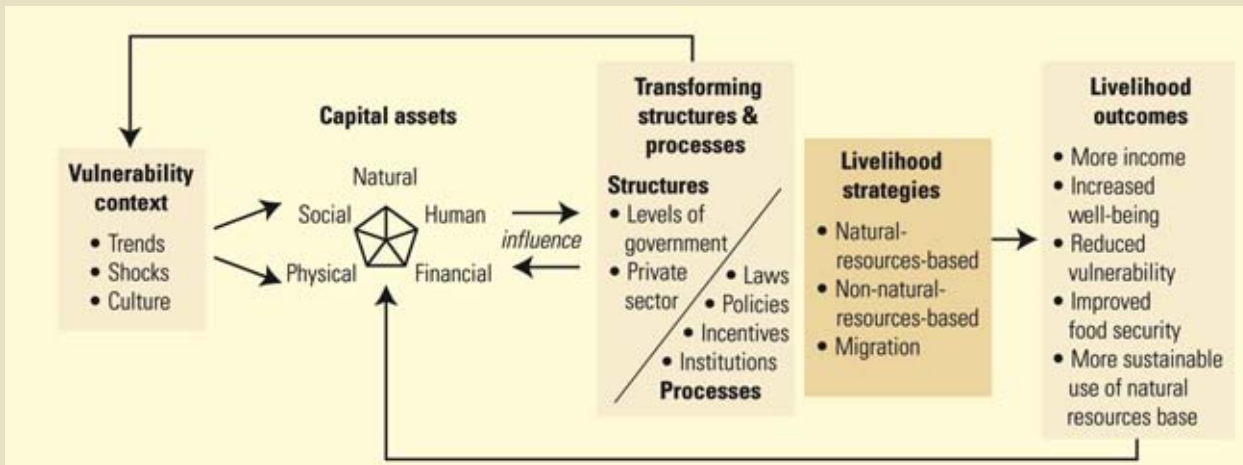 Vulnerability
context
• Trends
• Shocks
• Culture
Capital assets
Natural
Social
Human
Physical
Financial
influence
Transforming
structures &
processes
Structures
• Levels of
government
• Private
sector
• Laws
• Policies
• Incentives
• Institutions
Processes
Livelihood
strategies
• Natural-
resources-based
• Non-natural-
resources-based
• Migration
Livelihood
outcomes
• More income
• Increased
well-being
• Reduced
vulnerability
• Improved
food security
• More sustainable
use of natural
resources base